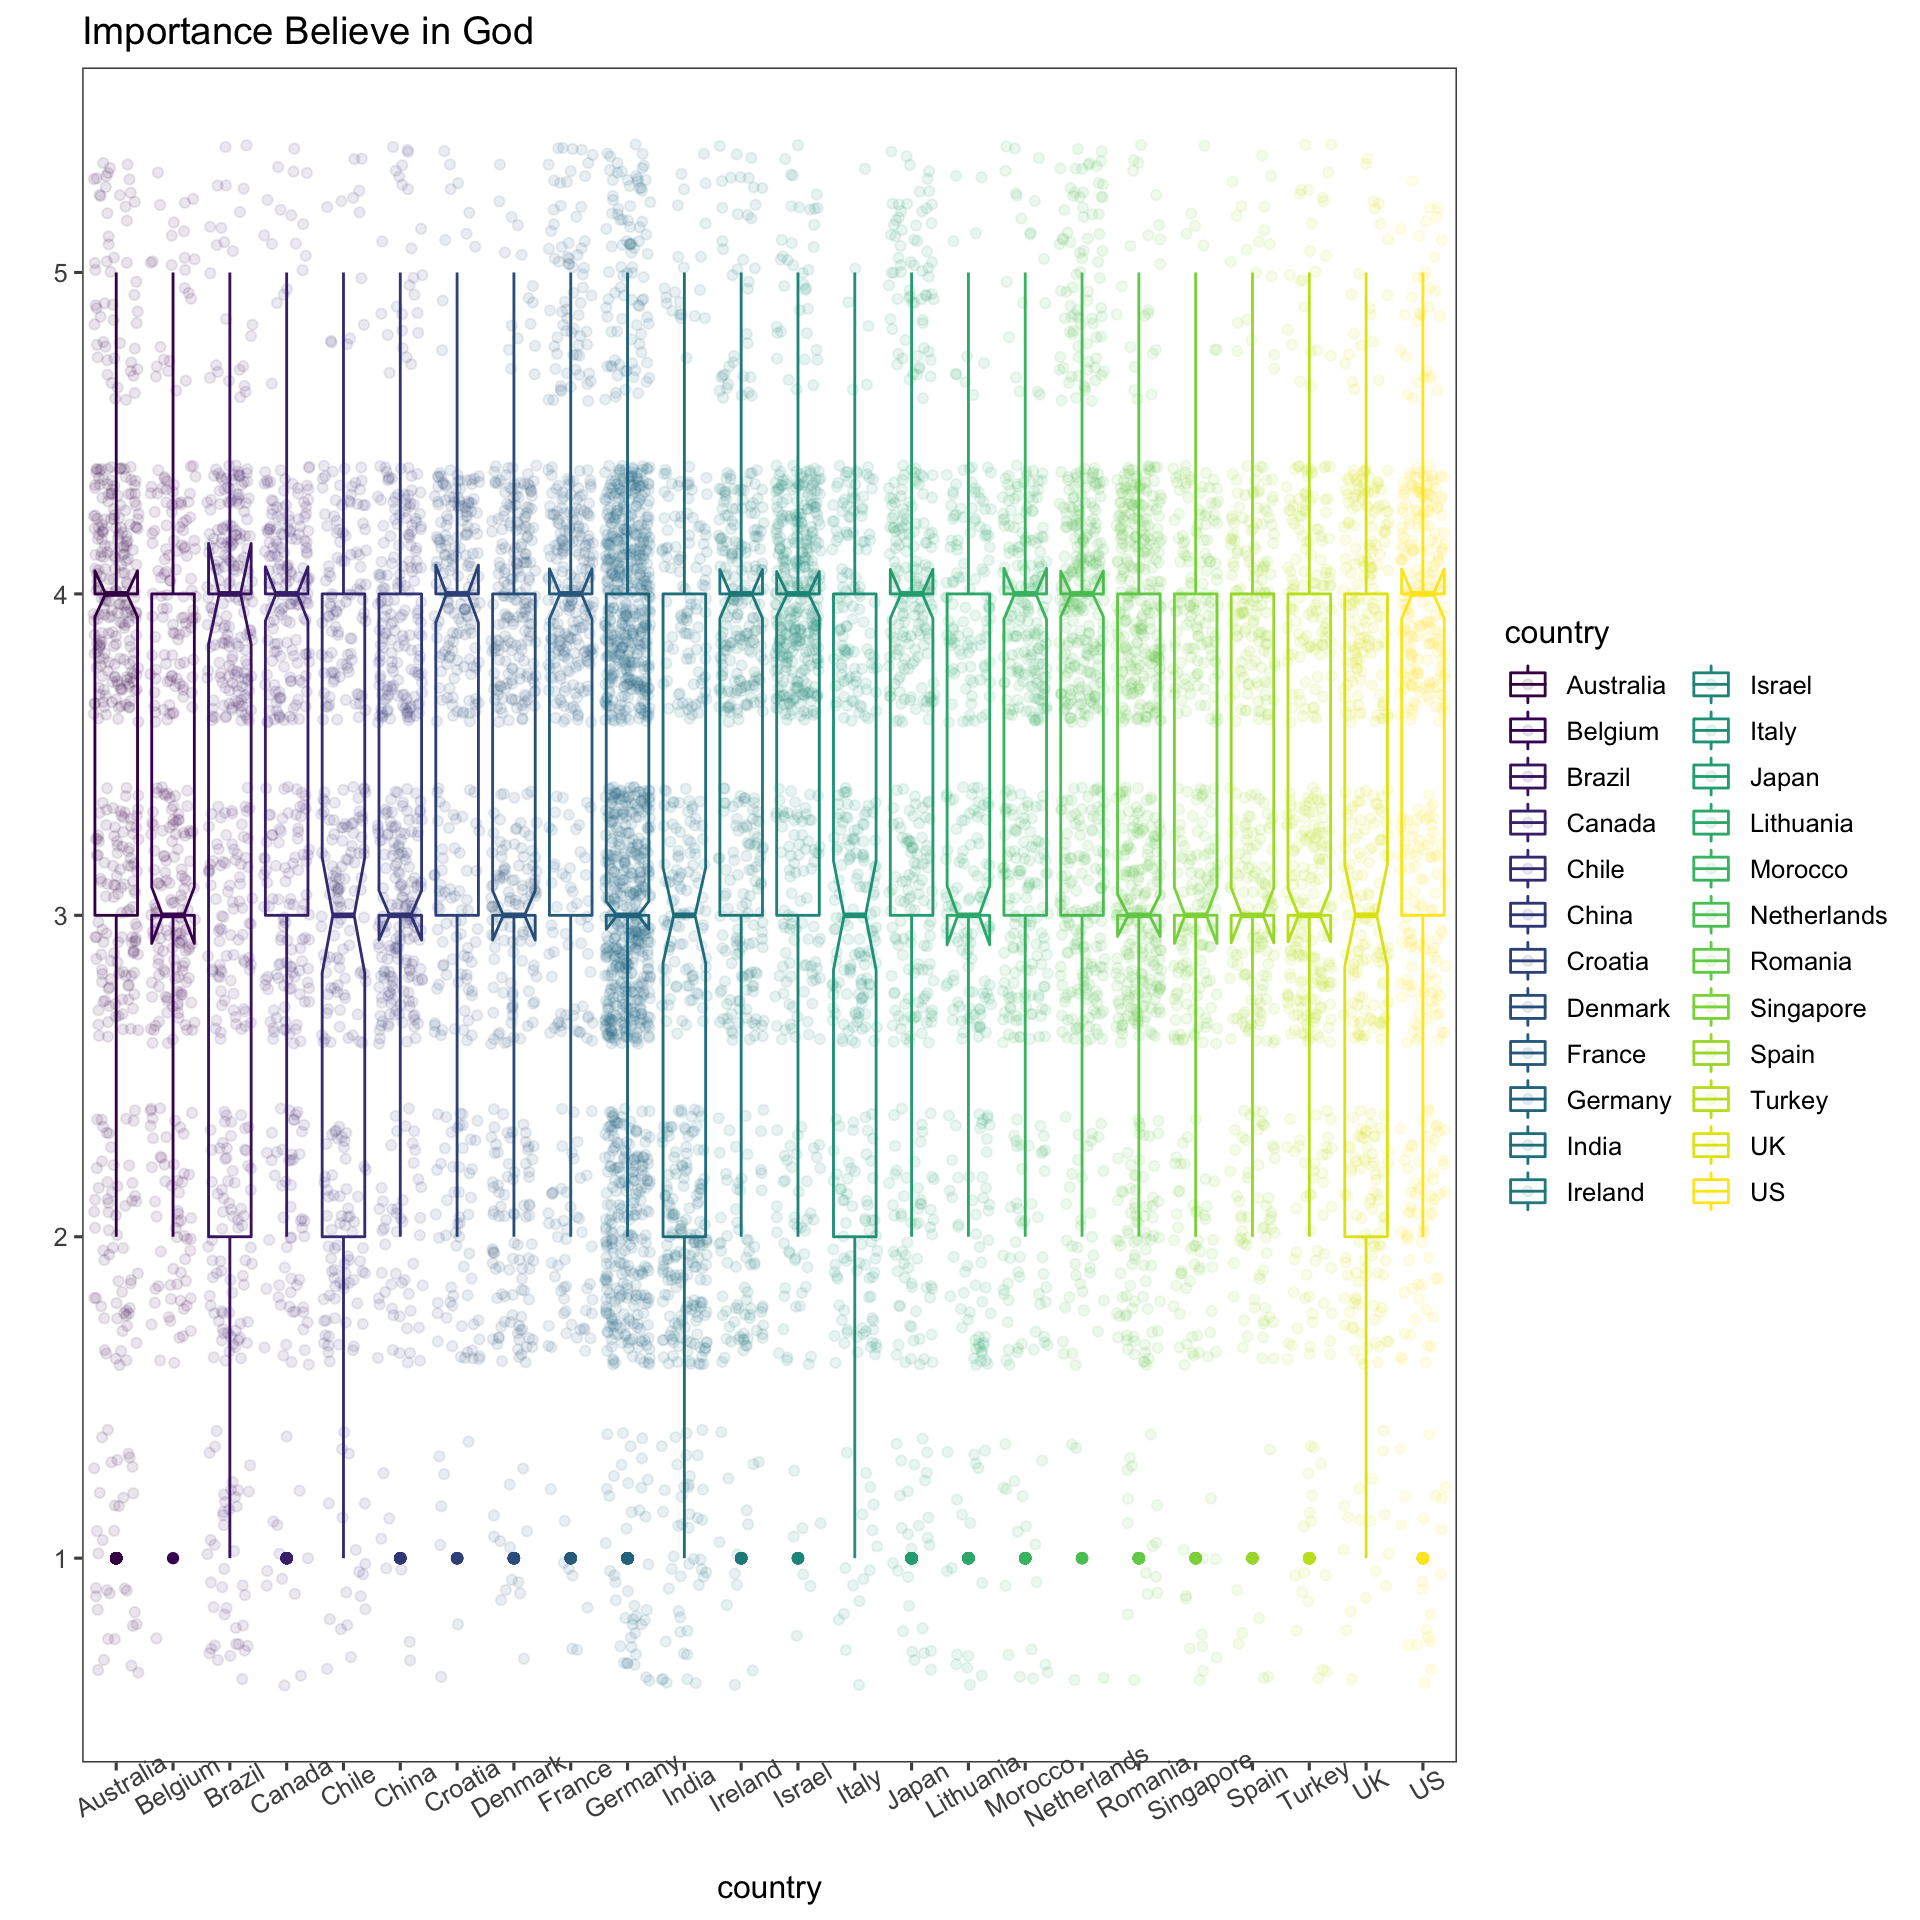 Importance Believe in God
5
4
3
2
1
Australia
Belgium
Brazil
Canada
Chile
China
Croatia
Denmark
France
Germany
India
Ireland
Israel
Italy
Japan
Lithuania
Morocco
Netherlands
Romania
Singapore
Spain
Turkey
UK
US
country
country
Australia
Belgium
Brazil
Canada
Chile
China
Croatia
Denmark
France
Germany
India
Ireland
Israel
Italy
Japan
Lithuania
Morocco
Netherlands
Romania
Singapore
Spain
Turkey
UK
US